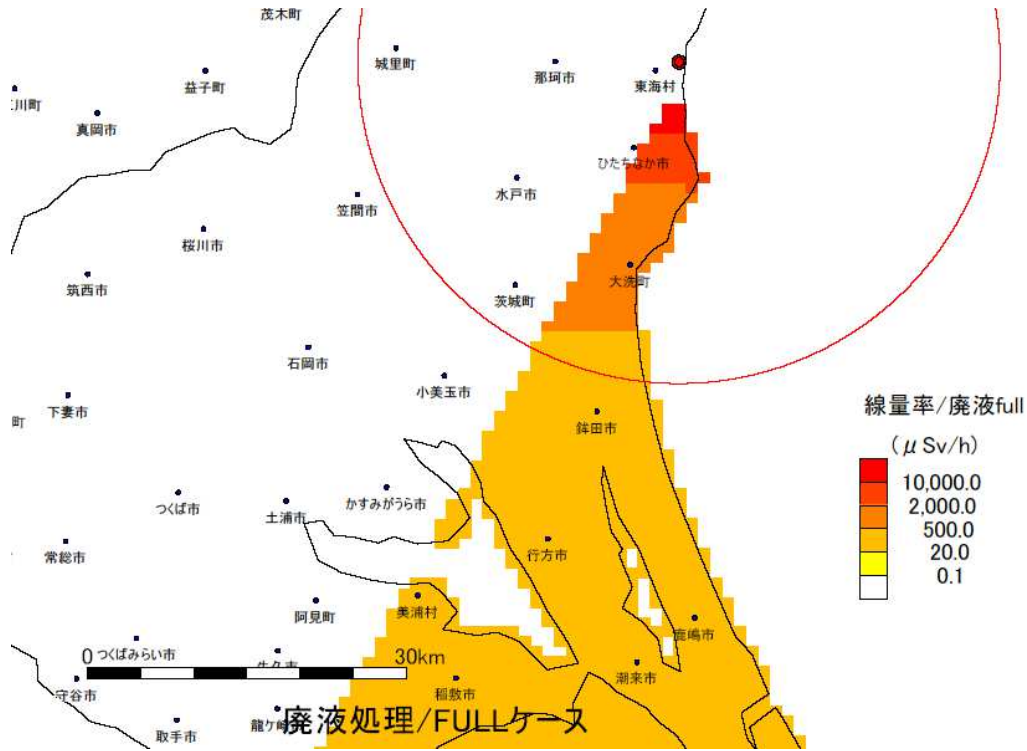 茂木町
城里町
那珂市
東海村
益子町
川町
真岡市
ひたちなか市
水戸市
笠間市
桜川市
大洗町
筑西市
茨城町
石岡市
小美玉市
下妻市
町
鉾田市
線量率/廃液full
(μSv/h)
10,000.0
2,000.0
500.0
20.0
0.1
つくば市
土浦市
かすみがうら市
常総市
行方市
阿見町
美浦村
鹿嶋市
つくばみらい市
牛久市
0
30km
潮来市
守谷市
稲敷市
取手市
龍ケ崎
廃液処理/FULLケース